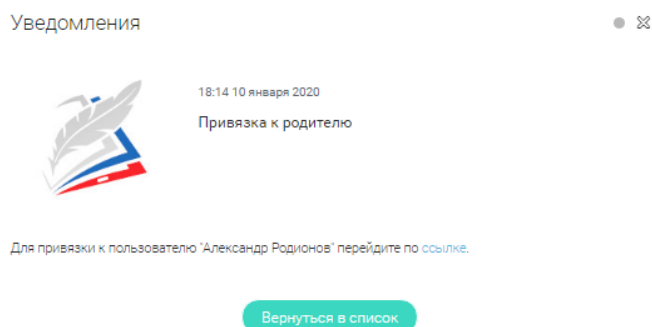 Уведомления
18:14 10 января 2020
Привязка к родителю
Для привязки к пользователю "Александр Родионов" перейдите по ссылке.
Вернуться в список